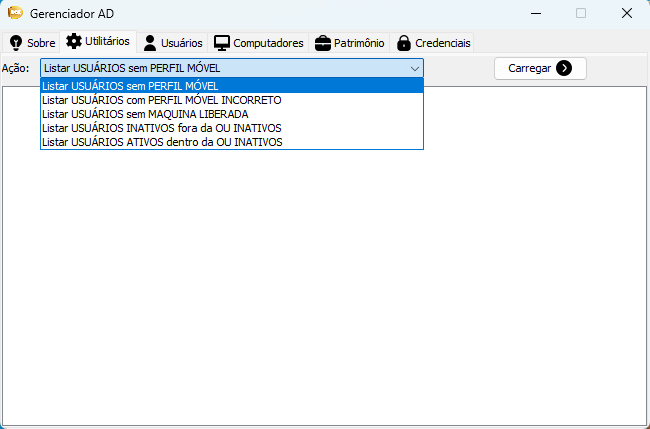 Gerenciador AD
Sobre Utilitários Usuários Computadores Patrimônio Credenciais
Ação: Listar USUÁRIOS sem PERFIL MÓVEL Carregar
Listar USUÁRIOS sem PERFIL MÓVEL
Listar USUÁRIOS com PERFIL MÓVEL INCORRETO
Listar USUÁRIOS sem MAQUINA LIBERADA
Listar USUÁRIOS INATIVOS fora da OU INATIVOS
Listar USUÁRIOS ATIVOS dentro da OU INATIVOS